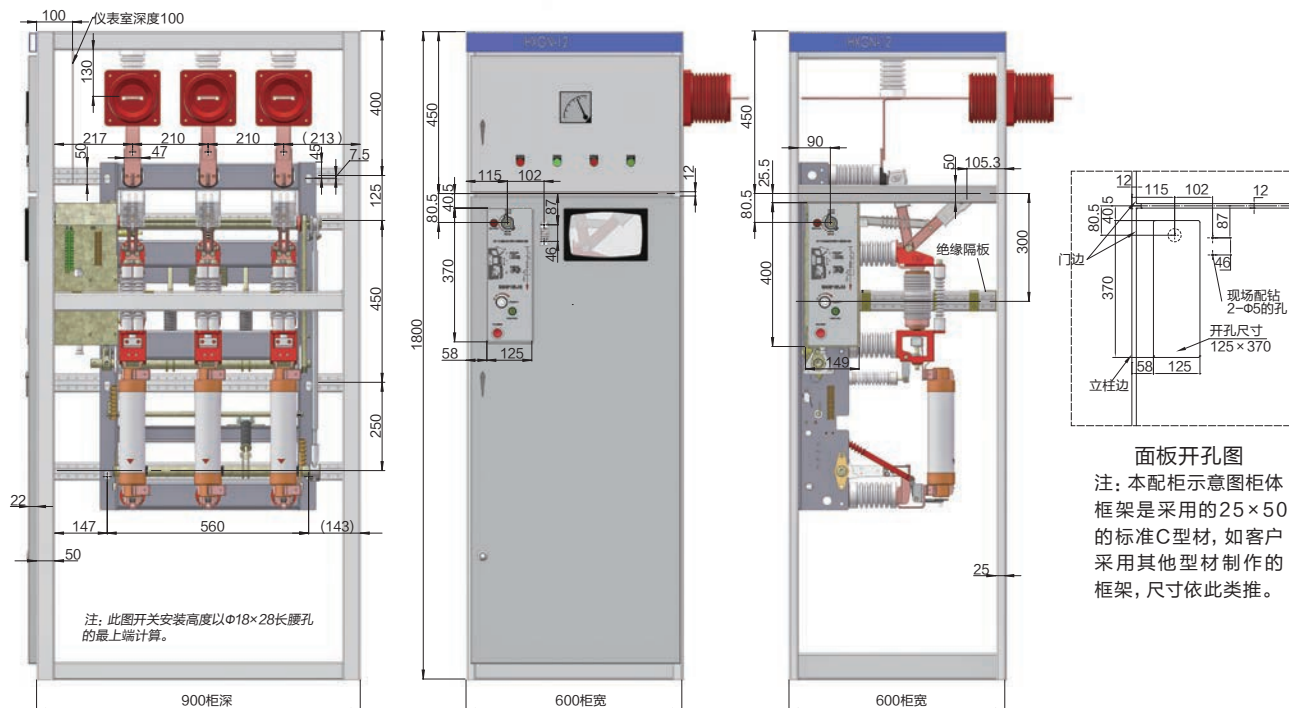 100
仪表室深度100
130
400
217
210
210
(213)
50
47
45
7.5
125
450
250
22
147
560
(143)
50
注：此图开关安装高度以Φ18×28长腰孔
的最上端计算。
900柜深
HXGN-12
450
115
102
12
40.5
80.5
87
46
370
1800
58
125
600柜宽
HXGN-12
450
90
25.5
50
105.3
80.5
300
绝缘隔板
400
149
25
600柜宽
12
115
102
12
40.5
80.5
87
门边
46
370
现场配钻
2-Φ5的孔
开孔尺寸
125×370
58
125
立柱边
面板开孔图
注：本配柜示意图柜体
框架是采用的25×50
的标准C型材，如客户
采用其他型材制作的
框架，尺寸依此类推。